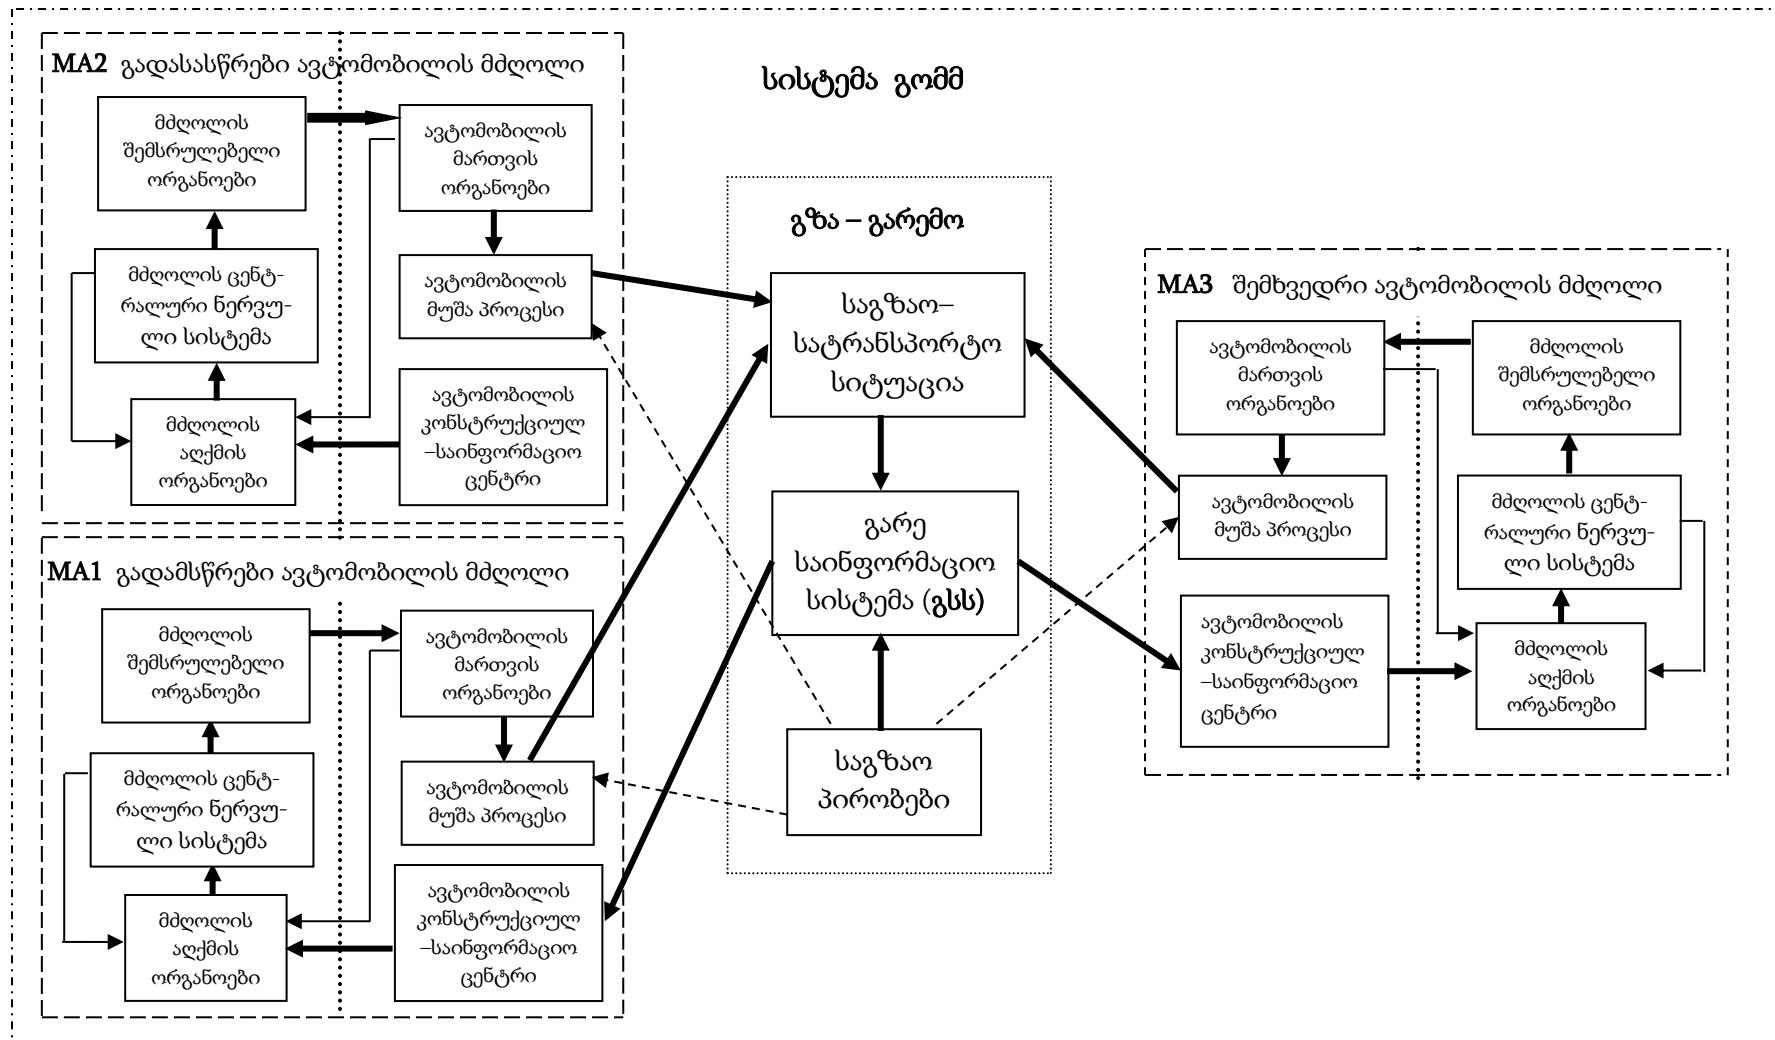 MA2 გადასასწრები ავტომობილის მძღოლი
მძღოლის
შემსრულებელი
ორგანოები
ავტომობილის
მართვის
ორგანოები
მძღოლის ცენტ-
რალური ნერვუ-
ლი სისტემა
ავტომობილის
მუშა პროცესი
მძღოლის
აღქმის
ორგანოები
ავტომობილის
კონსტრუქციულ
–საინფორმაციო
ცენტრი
MA1 გადამსწრები ავტომობილის მძღოლი
მძღოლის
შემსრულებელი
ორგანოები
ავტომობილის
მართვის
ორგანოები
მძღოლის ცენტ-
რალური ნერვუ-
ლი სისტემა
ავტომობილის
მუშა პროცესი
მძღოლის
აღქმის
ორგანოები
ავტომობილის
კონსტრუქციულ
–საინფორმაციო
ცენტრი
სისტემა გომმ
გზა – გარემო
საგზაო–
სატრანსპორტო
სიტუაცია
გარე
საინფორმაციო
სისტემა (გსს)
საგზაო
პირობები
MA3 შემხვედრი ავტომობილის მძღოლი
ავტომობილის
მართვის
ორგანოები
მძღოლის
შემსრულებელი
ორგანოები
ავტომობილის
მუშა პროცესი
მძღოლის ცენტ-
რალური ნერვუ-
ლი სისტემა
ავტომობილის
კონსტრუქციულ
–საინფორმაციო
ცენტრი
მძღოლის
აღქმის
ორგანოები